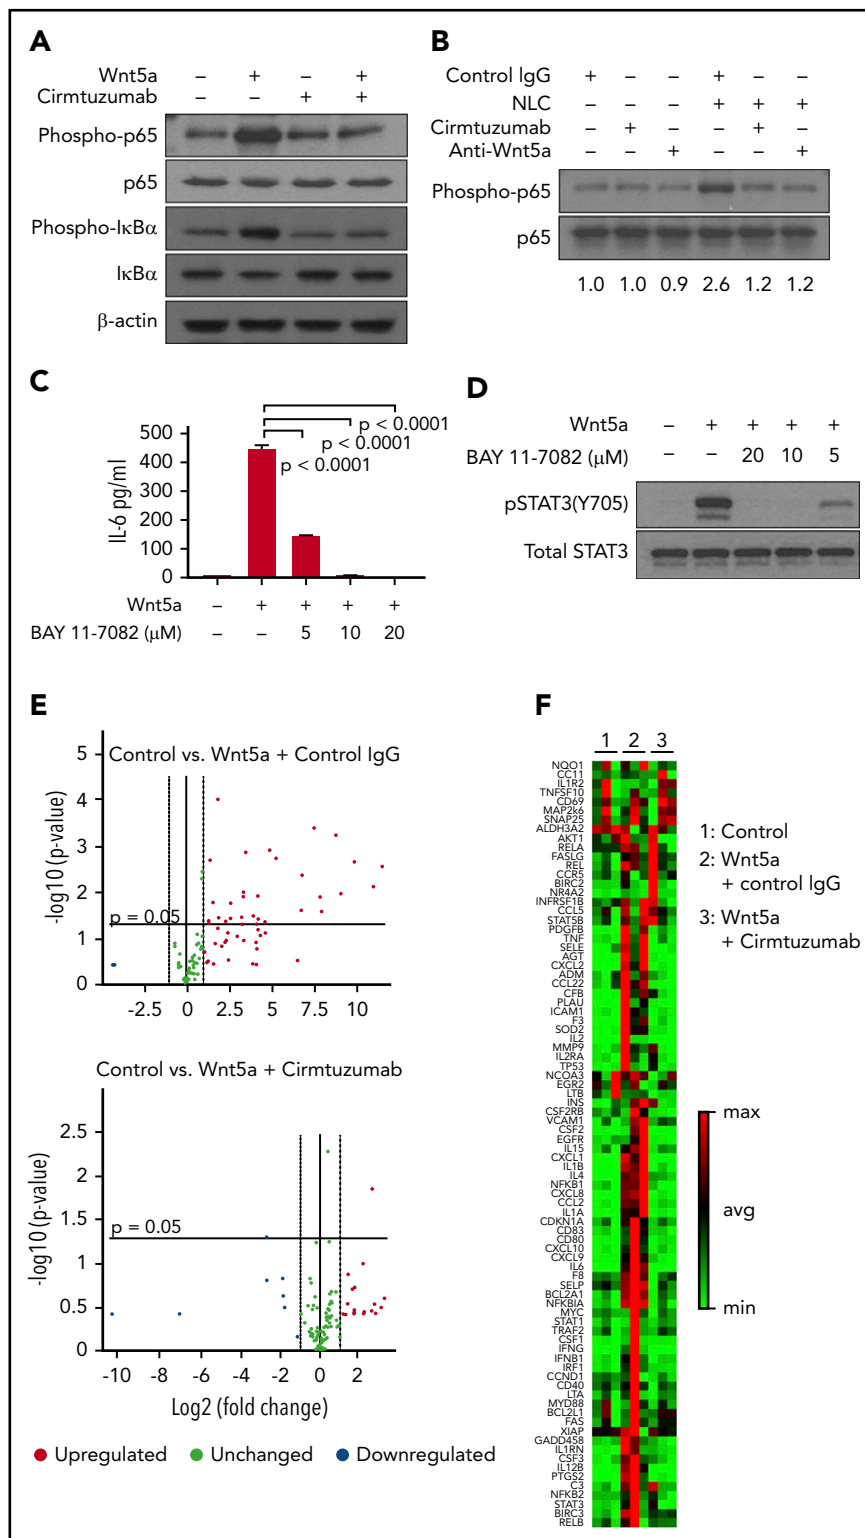 A
Wnt5a – + – +
Cirmtuzumab – – + +
Phospho-p65
p65
Phospho-IκBα
IκBα
β-actin
B
Control IgG + – – + – –
NLC – – – + + +
Cirmtuzumab – + – – + –
Anti-Wnt5a – – + – – +
Phospho-p65
p65
1.0 1.0 0.9 2.6 1.2 1.2
C
IL-6 pg/ml
500
400
300
200
100
0
p < 0.0001
p < 0.0001
p < 0.0001
Wnt5a – + + + +
BAY 11-7082 (μM) – – 5 10 20
D
Wnt5a – + + + +
BAY 11-7082 (μM) – – 20 10 5
pSTAT3(Y705)
Total STAT3
E
Control vs. Wnt5a + Control IgG
-log10 (p-value)
5
4
3
2
1
0
p = 0.05
-2.5 0 2.5 5 7.5 10
Control vs. Wnt5a + Cirmtuzumab
-log10 (p-value)
2.5
2
1.5
1
0.5
0
p = 0.05
-10 -8 -6 -4 -2 0 2
Log2 (fold change)
Upregulated Unchanged Downregulated
F
1 2 3
NQO1
CC11
IL1R2
TNFSF10
CD69
MAP2k6
SNAP25
ALDH3A2
AKT1
RELA
FASLG
REL
CCR5
BIRC2
NR4A2
INFRSF1B
CCL5
STAT5B
PDGFB
TNF
SELE
AGT
CXCL2
ADM
CCL22
CFB
PLAU
ICAM1
F3
SOD2
IL2
MMP9
IL2RA
TP53
NCOA3
EGR2
LTB
INS
CSF2RB
VCAM1
CSF2
EGFR
IL15
CXCL1
IL1B
IL4
NFKB1
CXCL8
CCL2
IL1A
CDKN1A
CD83
CD80
CXCL10
CXCL9
IL6
F8
SELP
BCL2A1
NFKBIA
MYC
STAT1
TRAF2
CSF1
IFNG
IFNB1
IRF1
CCND1
CD40
LTA
MYD88
BCL2L1
FAS
XIAP
GADD458
IL1RN
CSF3
IL12B
PTGS2
C3
NFKB2
STAT3
BIRC3
RELB
1: Control
2: Wnt5a
+ control IgG
3: Wnt5a
+ Cirmtuzumab
max
avg
min